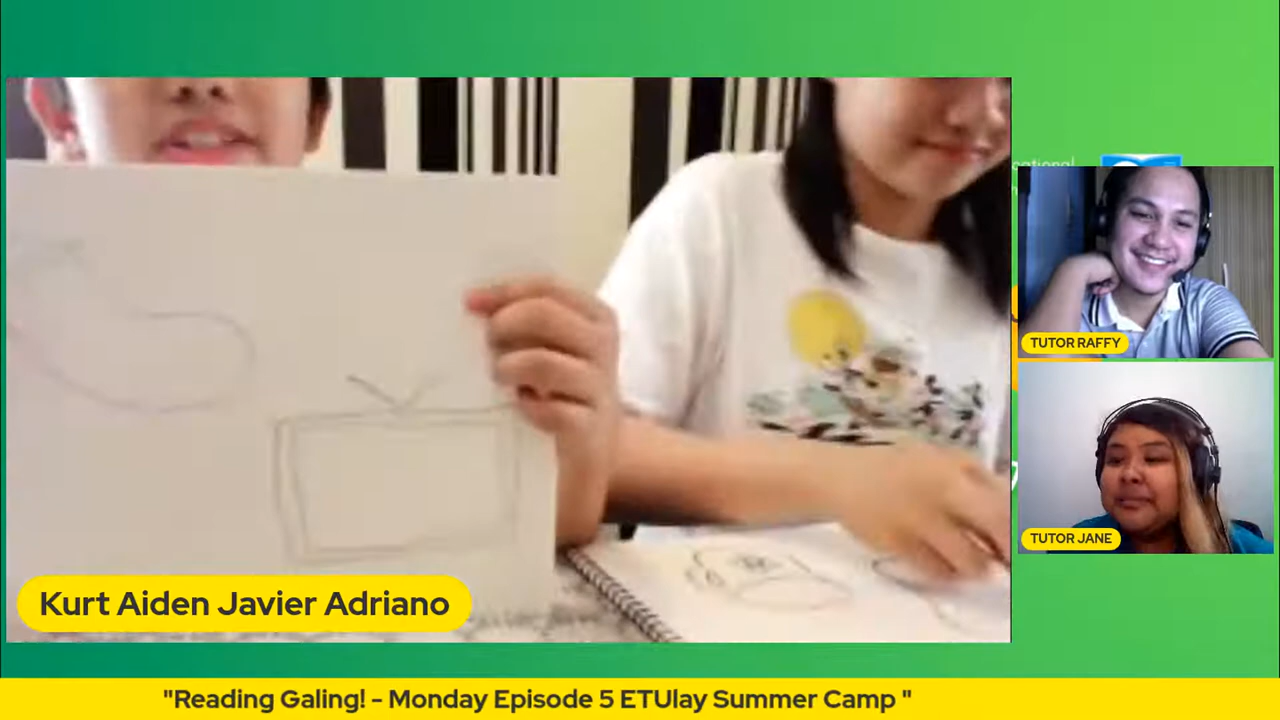 TUTOR RAFFY
TUTOR JANE
Kurt Aiden Javier Adriano
"Reading Galing! - Monday Episode 5 ETUlay Summer Camp "